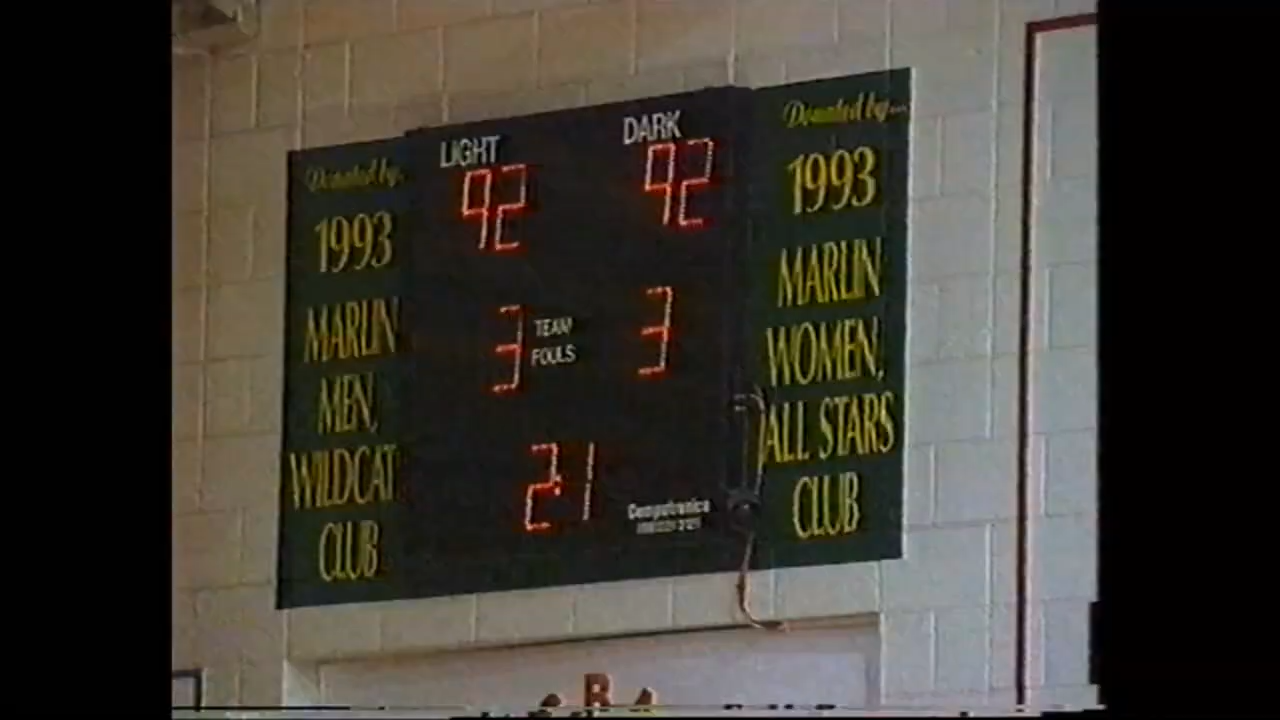 Donated by...
1993
MARLIN
MEN,
WILDCAT
CLUB
LIGHT
DARK
92
92
3
TEAM
FOULS
3
2:1
Computronics
Donated by...
1993
MARLIN
WOMEN,
ALL STARS
CLUB
B